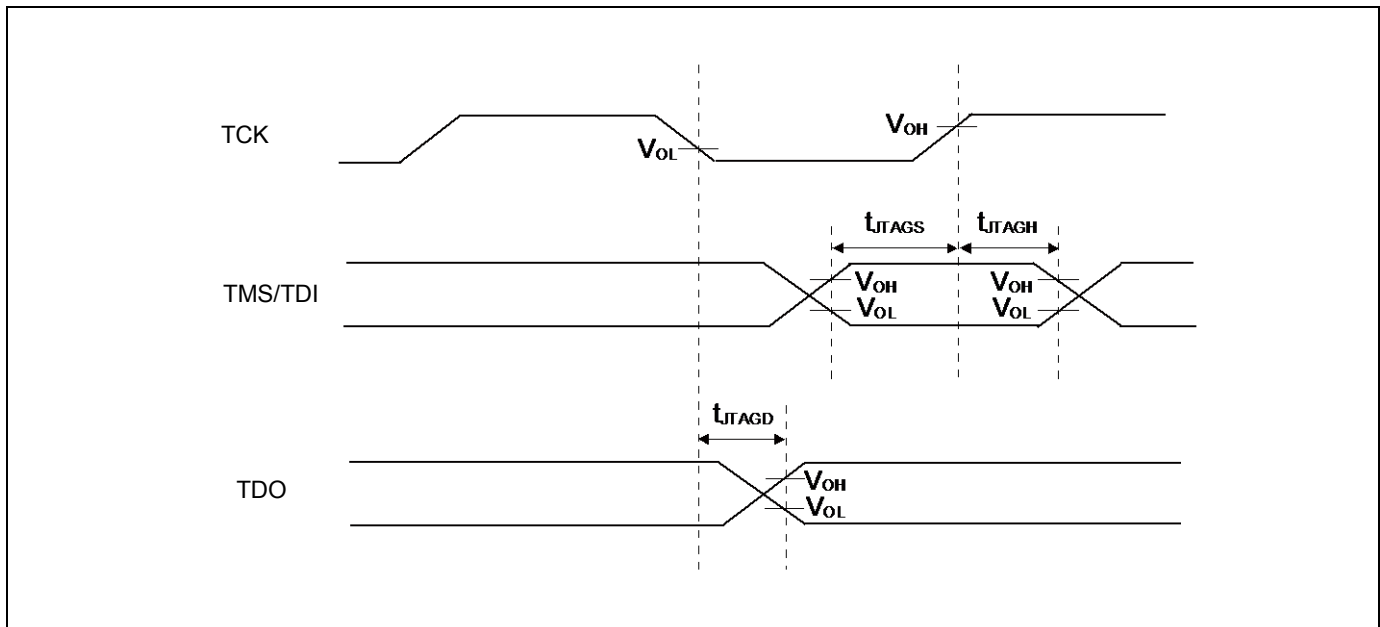 TCK
VOL
VOH
tJTAGS
tJTAGH
TMS/TDI
VOH
VOL
VOH
VOL
tJTAGD
TDO
VOH
VOL